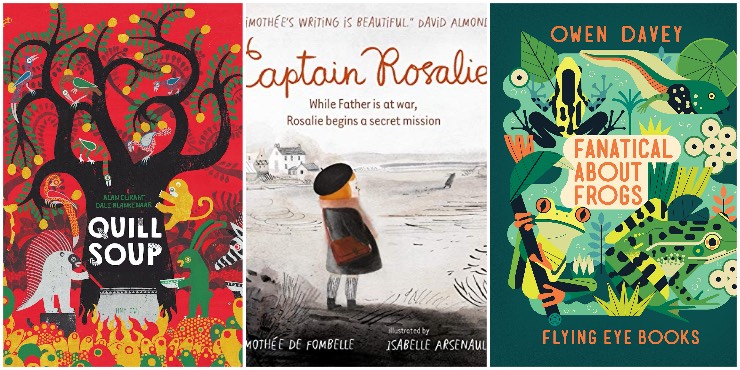 ALAN DURANT
DALE BLANKENAAR
QUILL
SOUP
IMOTHÉE'S WRITING IS BEAUTIFUL." DAVID ALMOND
Captain Rosalie
While Father is at war,
Rosalie begins a secret mission
MOTHÉE DE FOMBELLE
illustrated by
ISABELLE ARSENAUL
OWEN DAVEY
FANATICAL
ABOUT
FROGS
FLYING EYE BOOKS